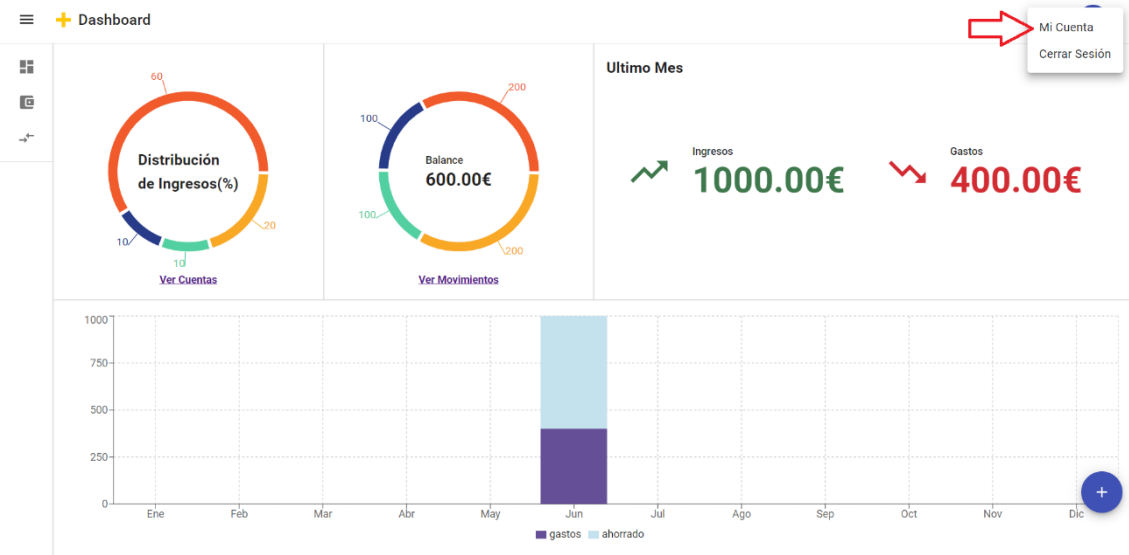 Dashboard
Mi Cuenta
Cerrar Sesión
60
Distribución
de Ingresos(%)
10
10
20
Ver Cuentas
200
100
Balance
600.00€
100
200
Ver Movimientos
Ultimo Mes
Ingresos
1000.00€
Gastos
400.00€
1000
750
500
250
0
Ene Feb Mar Abr May Jun Jul Ago Sep Oct Nov Dic
gastos ahorrado